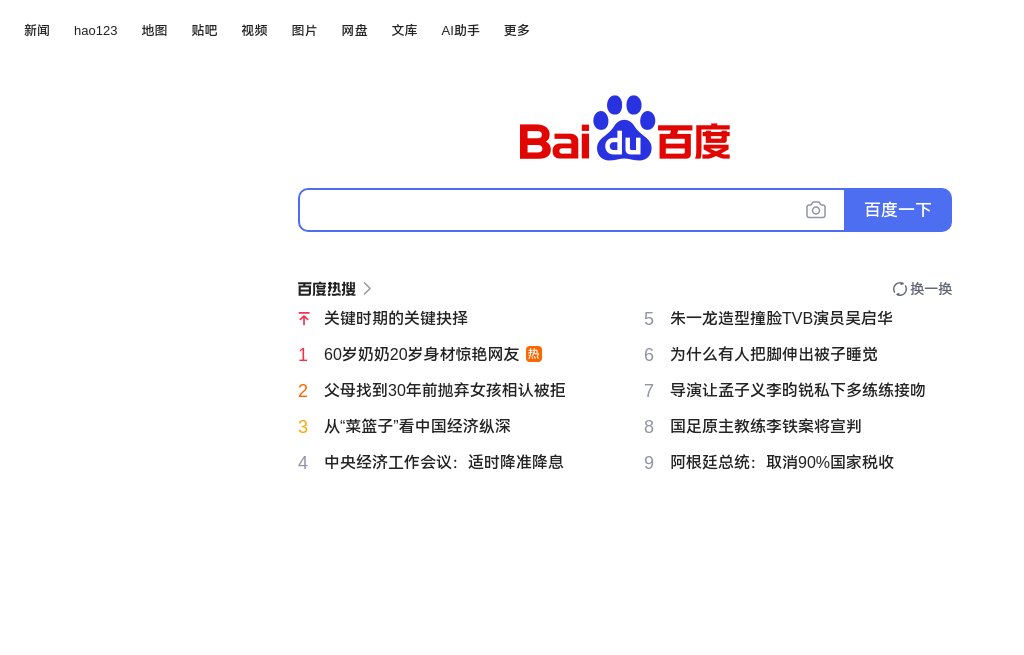 新闻 hao123 地图 贴吧 视频 图片 网盘 文库 AI助手 更多
Baidu百度
百度一下
百度热搜 换一换
关键时期的关键抉择
1 60岁奶奶20岁身材惊艳网友 热
2 父母找到30年前抛弃女孩相认被拒
3 从“菜篮子”看中国经济纵深
4 中央经济工作会议：适时降准降息
5 朱一龙造型撞脸TVB演员吴启华
6 为什么有人把脚伸出被子睡觉
7 导演让孟子义李昀锐私下多练练接吻
8 国足原主教练李铁案将宣判
9 阿根廷总统：取消90%国家税收